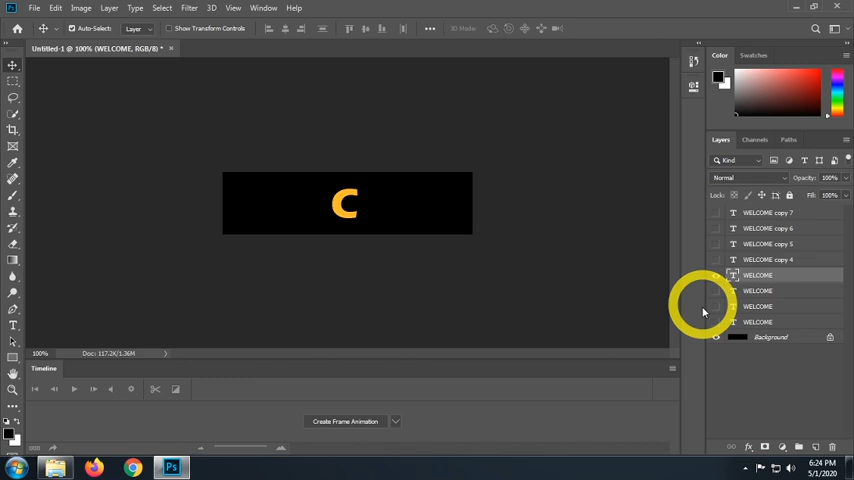 File Edit Image Layer Type Select Filter 3D View Window Help
Auto-Select: Layer Show Transform Controls 3D Mode:
Untitled-1 @ 100% (WELCOME, RGB/8) *
Color Swatches
C
Layers Channels Paths
Kind
Normal Opacity: 100%
Lock: Fill: 100%
T WELCOME copy 7
T WELCOME copy 6
T WELCOME copy 5
T WELCOME copy 4
T WELCOME
T WELCOME
T WELCOME
T WELCOME
Background
100% Doc: 117.2K/1.36M
Timeline
Create Frame Animation
fx
Ps
6:24 PM
5/1/2020